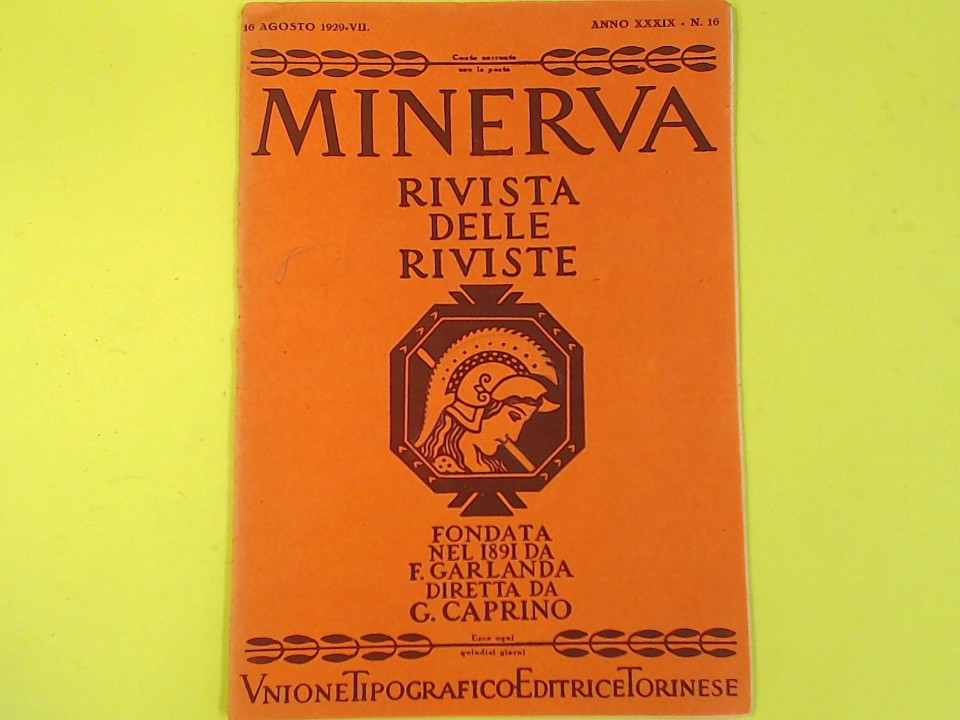 16 AGOSTO 1929-VII.
ANNO XXXIX - N. 16
Conto corrente
con la posta
MINERVA
RIVISTA
DELLE
RIVISTE
FONDATA
NEL 1891 DA
F. GARLANDA
DIRETTA DA
G. CAPRINO
Esce ogni
quindici giorni
VNIONE TIPOGRAFICO-EDITRICE TORINESE